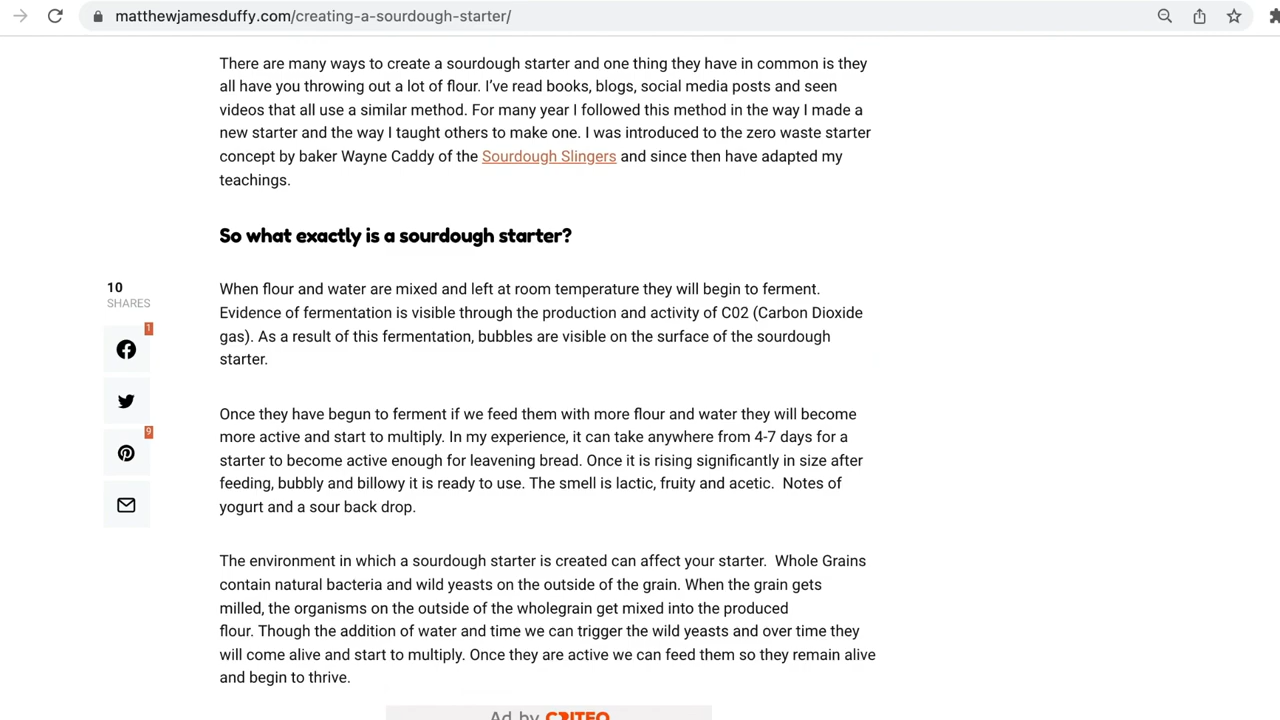 matthewjamesduffy.com/creating-a-sourdough-starter/
There are many ways to create a sourdough starter and one thing they have in common is they
all have you throwing out a lot of flour. I've read books, blogs, social media posts and seen
videos that all use a similar method. For many year I followed this method in the way I made a
new starter and the way I taught others to make one. I was introduced to the zero waste starter
concept by baker Wayne Caddy of the Sourdough Slingers and since then have adapted my
teachings.
So what exactly is a sourdough starter?
10
SHARES
1
9
When flour and water are mixed and left at room temperature they will begin to ferment.
Evidence of fermentation is visible through the production and activity of C02 (Carbon Dioxide
gas). As a result of this fermentation, bubbles are visible on the surface of the sourdough
starter.
Once they have begun to ferment if we feed them with more flour and water they will become
more active and start to multiply. In my experience, it can take anywhere from 4-7 days for a
starter to become active enough for leavening bread. Once it is rising significantly in size after
feeding, bubbly and billowy it is ready to use. The smell is lactic, fruity and acetic.  Notes of
yogurt and a sour back drop.
The environment in which a sourdough starter is created can affect your starter.  Whole Grains
contain natural bacteria and wild yeasts on the outside of the grain. When the grain gets
milled, the organisms on the outside of the wholegrain get mixed into the produced
flour. Though the addition of water and time we can trigger the wild yeasts and over time they
will come alive and start to multiply. Once they are active we can feed them so they remain alive
and begin to thrive.
Ad by CRITEO